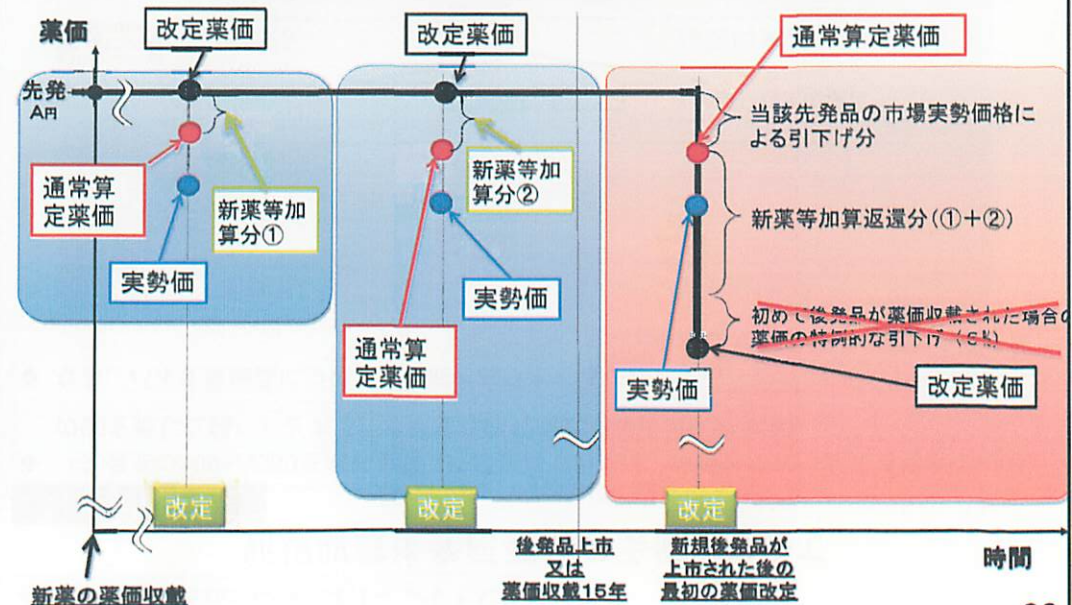 薬価
改定薬価
改定薬価
通常算定薬価
先発
A円
当該先発品の市場実勢価格に
よる引下げ分
通常算
定薬価
新薬等加
算分①
新薬等加
算分②
新薬等加算返還分(①+②)
実勢価
実勢価
初めて後発品が薬価収載された場合の
薬価の特例的な引下げ
通常算
定薬価
実勢価
改定薬価
改定
改定
改定
後発品上市
又は
薬価収載15年
新規後発品が
上市された後の
最初の薬価改定
時間
新薬の薬価収載